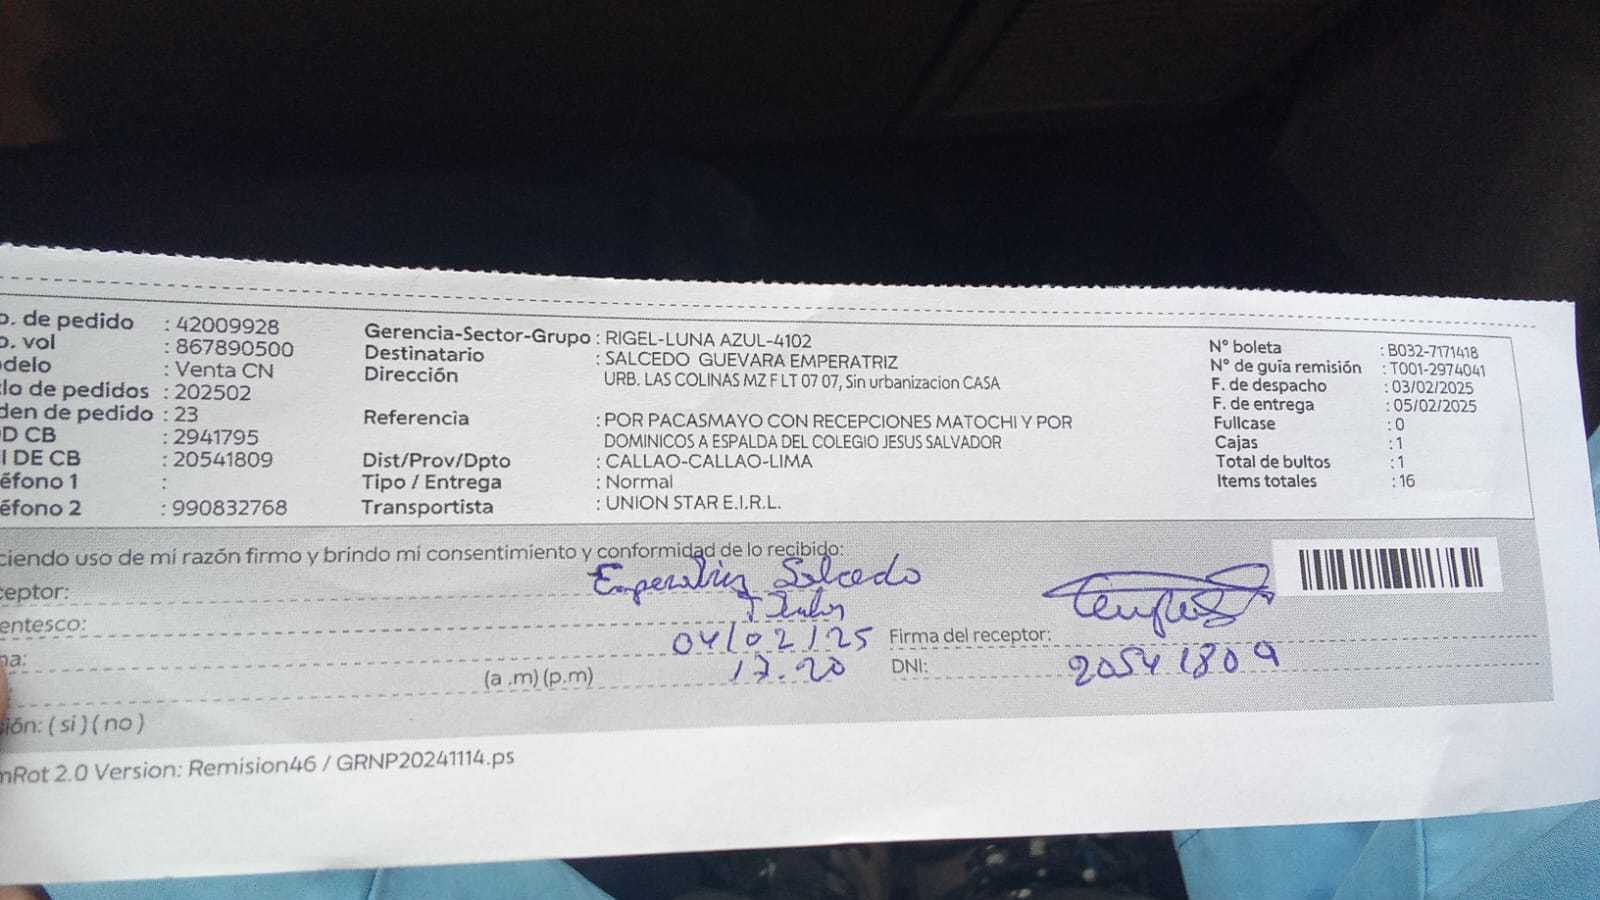 o. de pedido : 42009928
o. vol : 867890500
odelo : Venta CN
clo de pedidos : 202502
den de pedido : 23
OD CB : 2941795
I DE CB : 20541809
éfono 1 :
éfono 2 : 990832768
Gerencia-Sector-Grupo : RIGEL-LUNA AZUL-4102
Destinatario : SALCEDO GUEVARA EMPERATRIZ
Dirección URB. LAS COLINAS MZ F LT 07 07, Sin urbanizacion CASA
Referencia : POR PACASMAYO CON RECEPCIONES MATOCHI Y POR
DOMINICOS A ESPALDA DEL COLEGIO JESUS SALVADOR
Dist/Prov/Dpto : CALLAO-CALLAO-LIMA
Tipo / Entrega : Normal
Transportista : UNION STAR E.I.R.L.
N° boleta : B032-7171418
N° de guía remisión : T001-2974041
F. de despacho : 03/02/2025
F. de entrega : 05/02/2025
Fullcase : 0
Cajas : 1
Total de bultos : 1
Items totales : 16
ciendo uso de mi razón firmo y brindo mi consentimiento y conformidad de lo recibido:
ceptor: Emperatriz Salcedo
entesco:
ha: 04/02/25 Firma del receptor:
(a .m) (p.m) 17.20 DNI: 20541809
sión: ( si ) ( no )
mRot 2.0 Version: Remision46 / GRNP20241114.ps